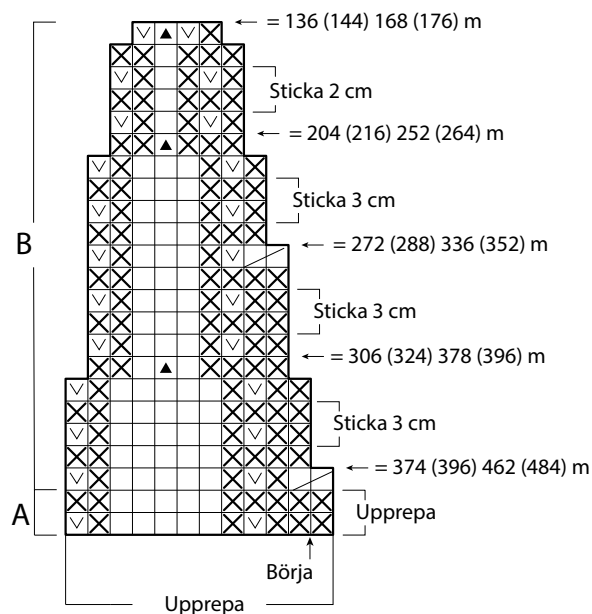 = 136 (144) 168 (176) m
Sticka 2 cm
= 204 (216) 252 (264) m
Sticka 3 cm
B
= 272 (288) 336 (352) m
Sticka 3 cm
= 306 (324) 378 (396) m
Sticka 3 cm
= 374 (396) 462 (484) m
A
Upprepa
Börja
Upprepa